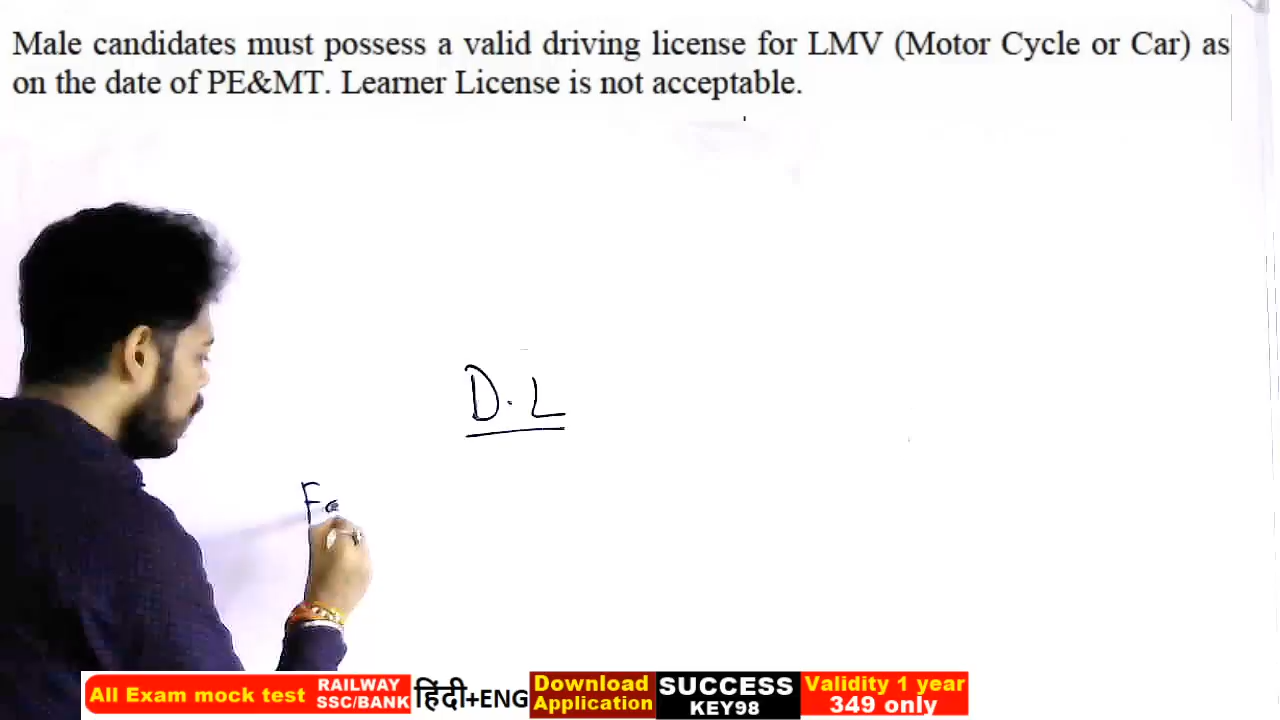 Male candidates must possess a valid driving license for LMV (Motor Cycle or Car) as
on the date of PE&MT. Learner License is not acceptable.
D.L
Fe
All Exam mock test
RAILWAY
SSC/BANK
हिंदी+ENG
Download
Application
SUCCESS
KEY98
Validity 1 year
349 only